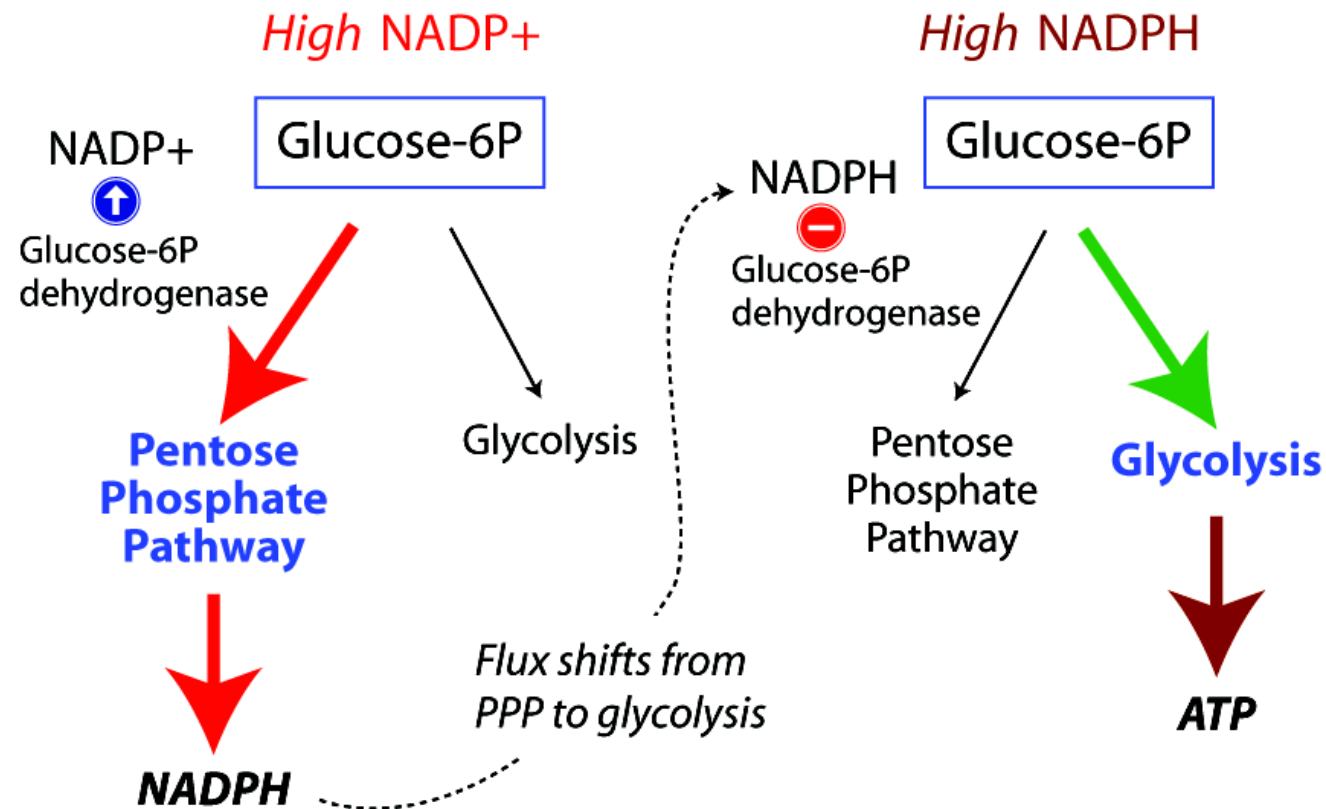 High NADP+
NADP+
Glucose-6P
Glucose-6P
dehydrogenase
Pentose
Phosphate
Pathway
Glycolysis
NADPH
Flux shifts from
PPP to glycolysis
High NADPH
NADPH
Glucose-6P
Glucose-6P
dehydrogenase
Pentose
Phosphate
Pathway
Glycolysis
ATP